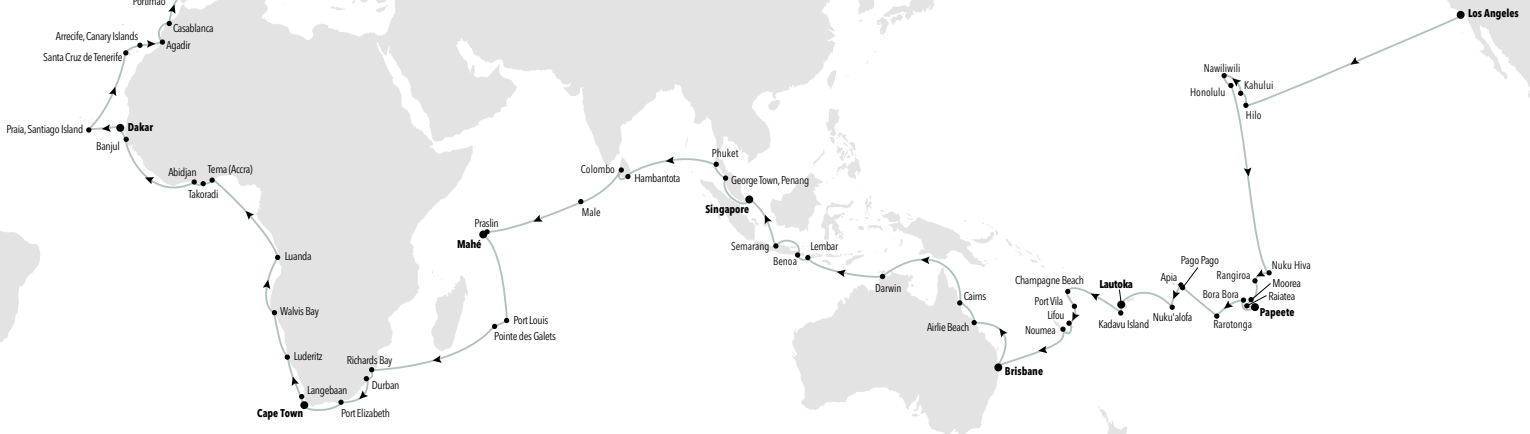 Portimão
Casablanca
Arrecife, Canary Islands
Agadir
Santa Cruz de Tenerife
Praia, Santiago Island
Dakar
Banjul
Abidjan
Tema (Accra)
Takoradi
Luanda
Walvis Bay
Luderitz
Langebaan
Cape Town
Port Elizabeth
Durban
Richards Bay
Pointe des Galets
Port Louis
Praslin
Mahé
Male
Colombo
Hambantota
Phuket
George Town, Penang
Singapore
Semarang
Lembar
Benoa
Darwin
Cairns
Airlie Beach
Brisbane
Champagne Beach
Port Vila
Lifou
Noumea
Lautoka
Kadavu Island
Pago Pago
Apia
Nuku'alofa
Rarotonga
Nuku Hiva
Rangiroa
Moorea
Bora Bora
Raiatea
Papeete
Nawiliwili
Kahului
Honolulu
Hilo
Los Angeles